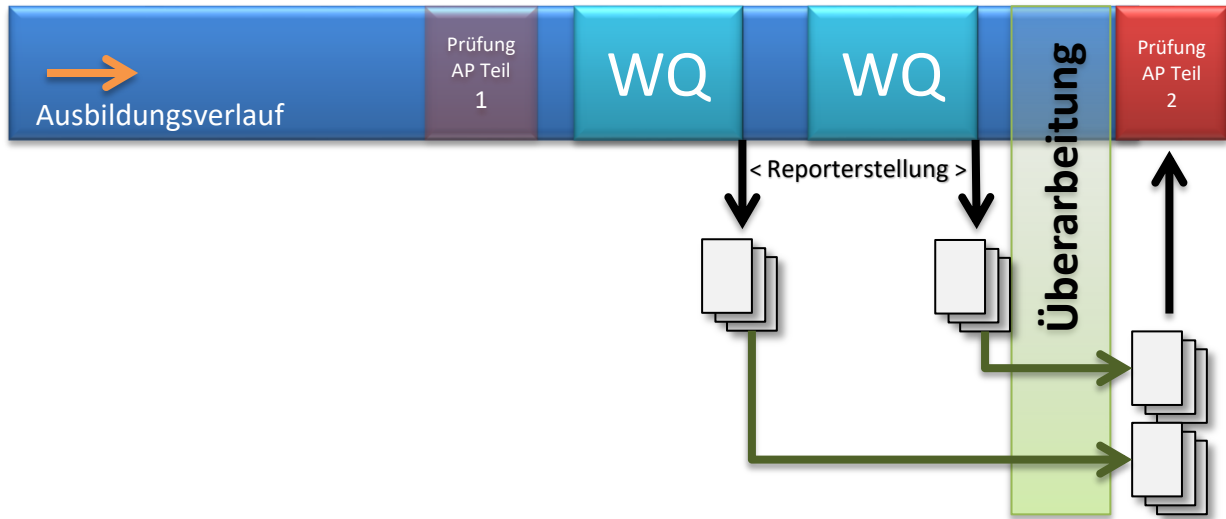 Ausbildungsverlauf
Prüfung
AP Teil
1
WQ
WQ
Überarbeitung
Prüfung
AP Teil
2
< Reporterstellung >